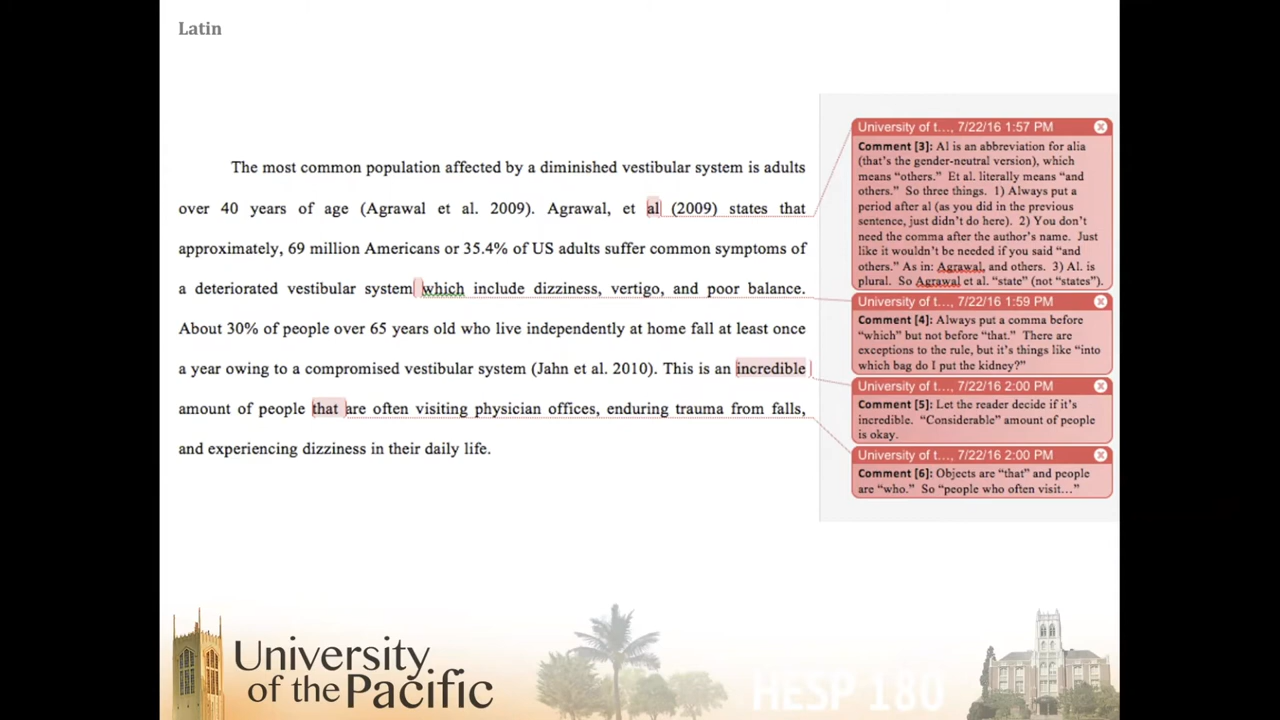 Latin
The most common population affected by a diminished vestibular system is adults
over 40 years of age (Agrawal et al. 2009). Agrawal, et al (2009) states that
approximately, 69 million Americans or 35.4% of US adults suffer common symptoms of
a deteriorated vestibular system which include dizziness, vertigo, and poor balance.
About 30% of people over 65 years old who live independently at home fall at least once
a year owing to a compromised vestibular system (Jahn et al. 2010). This is an incredible
amount of people that are often visiting physician offices, enduring trauma from falls,
and experiencing dizziness in their daily life.
University of t..., 7/22/16 1:57 PM
Comment [3]: Al is an abbreviation for alia
(that's the gender-neutral version), which
means “others.” Et al. literally means “and
others.” So three things. 1) Always put a
period after al (as you did in the previous
sentence, just didn't do here). 2) You don't
need the comma after the author's name. Just
like it wouldn't be needed if you said “and
others.” As in: Agrawal, and others. 3) Al. is
plural. So Agrawal et al. “state” (not “states”).
University of t..., 7/22/16 1:59 PM
Comment [4]: Always put a comma before
“which” but not before “that.” There are
exceptions to the rule, but it's things like “into
which bag do I put the kidney?”
University of t..., 7/22/16 2:00 PM
Comment [5]: Let the reader decide if it's
incredible. “Considerable” amount of people
is okay.
University of t..., 7/22/16 2:00 PM
Comment [6]: Objects are “that” and people
are “who.” So “people who often visit...”
University
of the Pacific
HESP 180